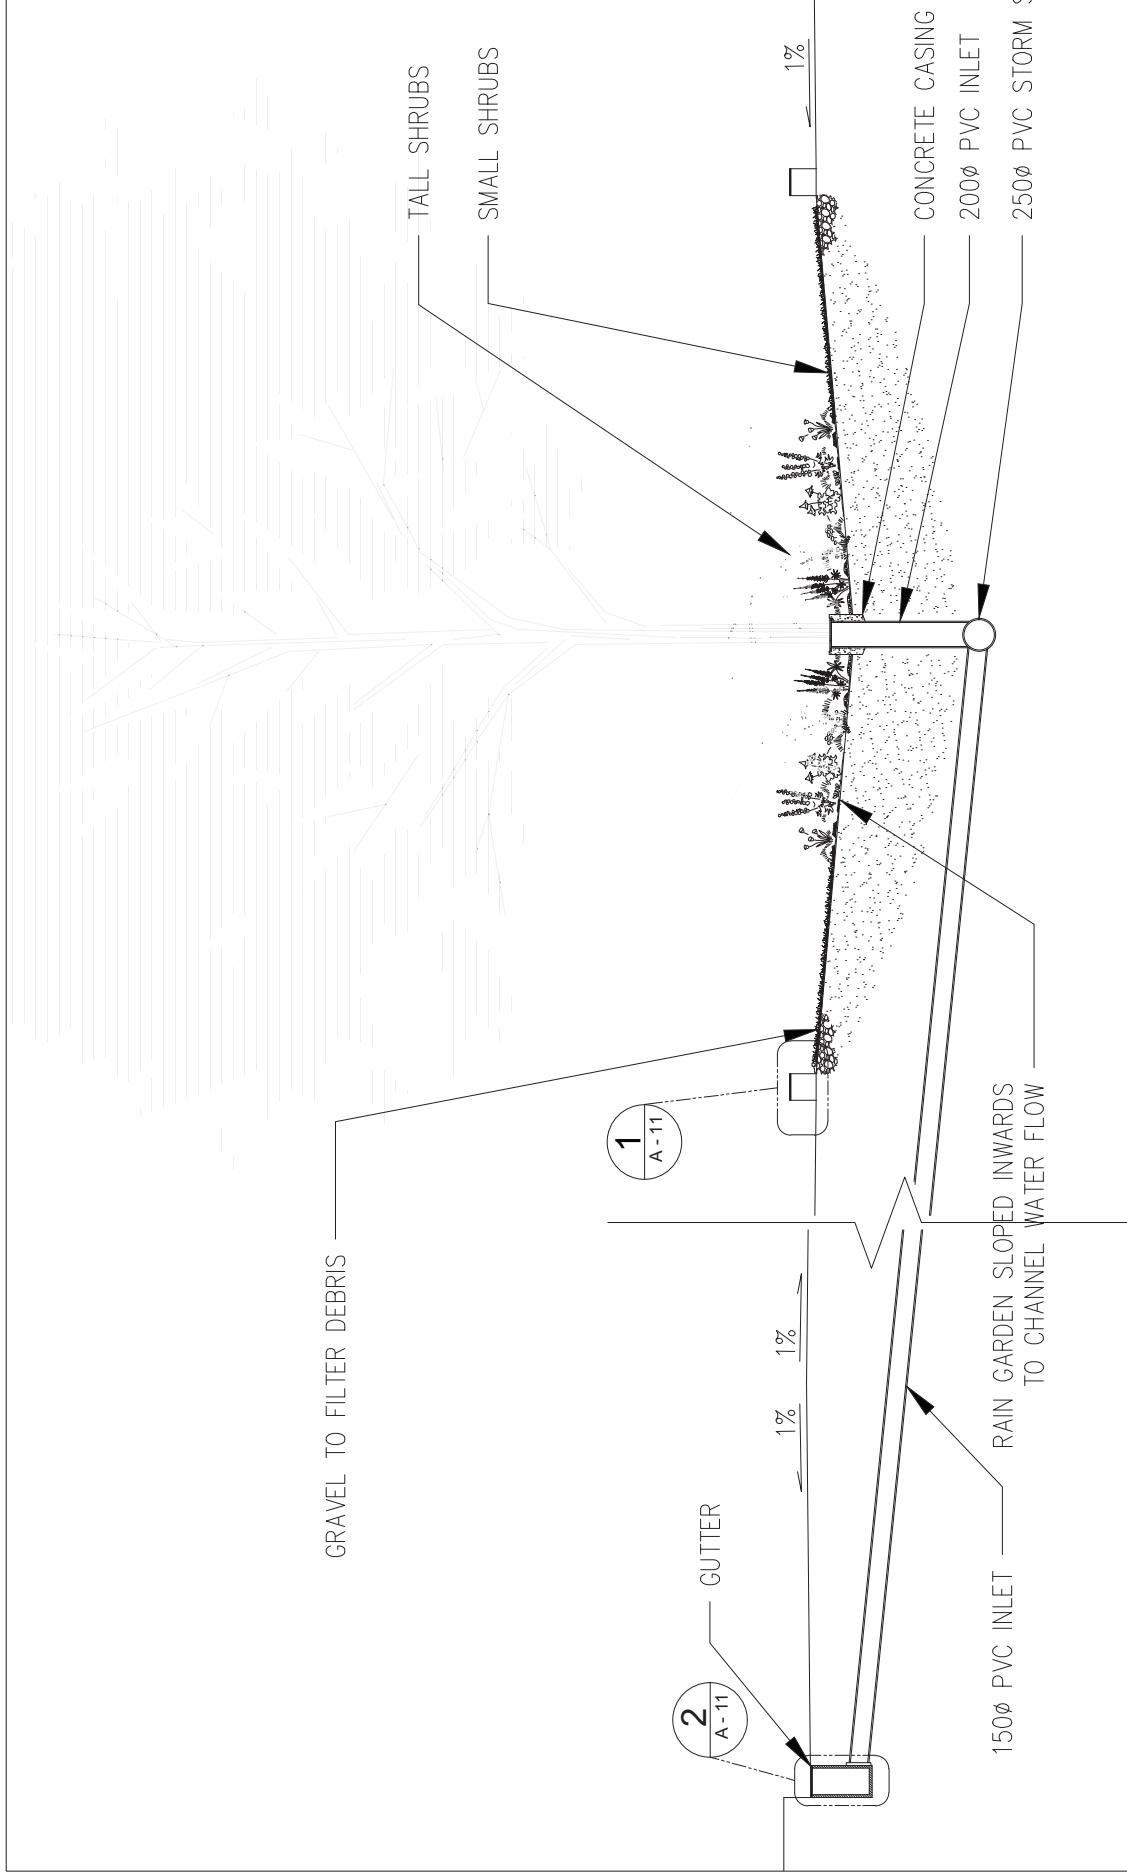 TALL SHRUBS
SMALL SHRUBS
1%
CONCRETE CASING
200ø PVC INLET
250ø PVC STORM
GRAVEL TO FILTER DEBRIS
1
A-11
RAIN GARDEN SLOPED INWARDS
TO CHANNEL WATER FLOW
1%
1%
GUTTER
2
A-11
150ø PVC INLET